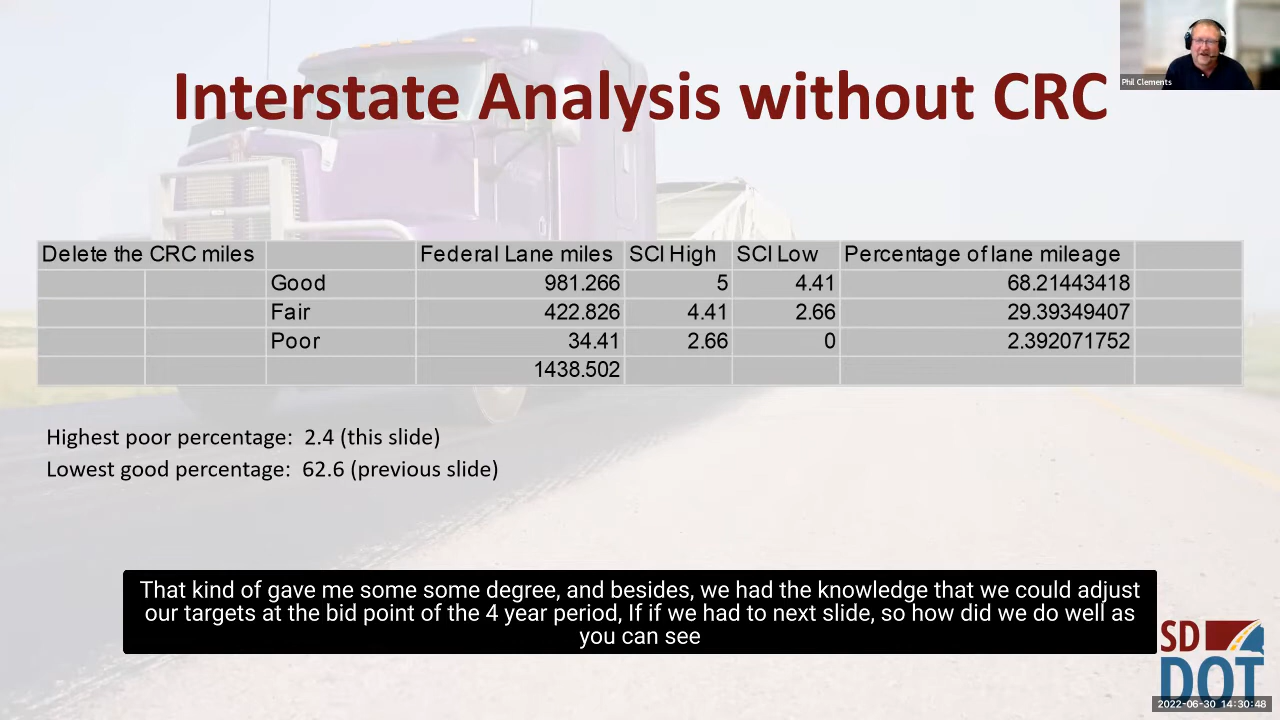 Interstate Analysis without CRC
Phil Clements
Delete the CRC miles Federal Lane miles SCI High SCI Low Percentage of lane mileage
Good 981.266 5 4.41 68.21443418
Fair 422.826 4.41 2.66 29.39349407
Poor 34.41 2.66 0 2.392071752
1438.502
Highest poor percentage: 2.4 (this slide)
Lowest good percentage: 62.6 (previous slide)
That kind of gave me some some degree, and besides, we had the knowledge that we could adjust
our targets at the bid point of the 4 year period, If if we had to next slide, so how did we do well as
you can see
SD
DOT
2022-06-30 14:30:48